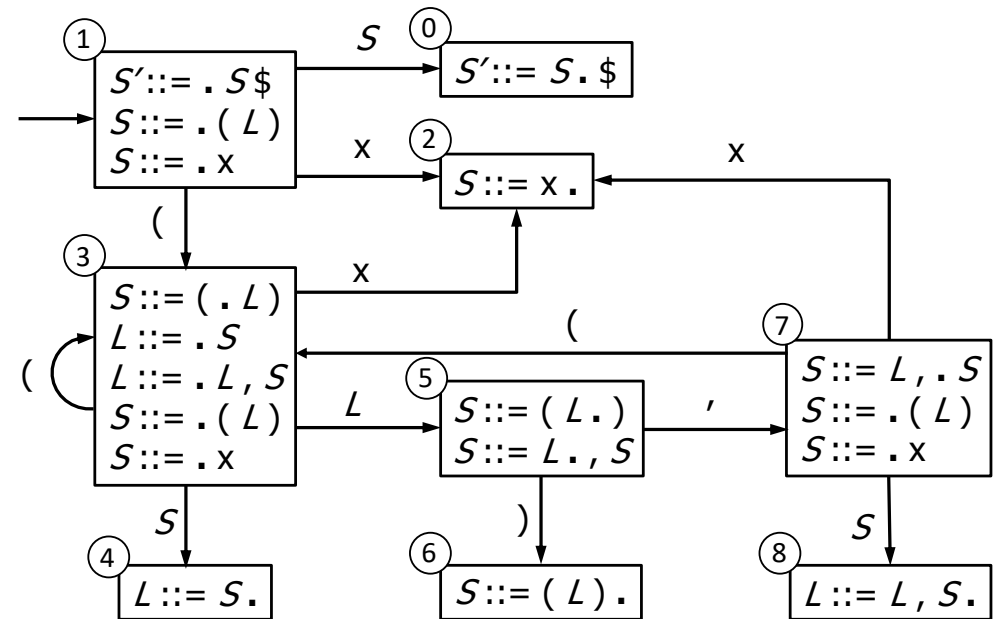 1
S′::= .S$
S::= .(L)
S::= .x
S
0
S′::= S.$
x
2
S::= x.
x
(
3
S::= (.L)
L::= .S
L::= .L,S
S::= .(L)
S::= .x
(
x
(
L
5
S::= (L.)
S::= L.,S
,
7
S::= L,.S
S::= .(L)
S::= .x
S
4
L::= S.
)
6
S::= (L).
S
8
L::= L,S.